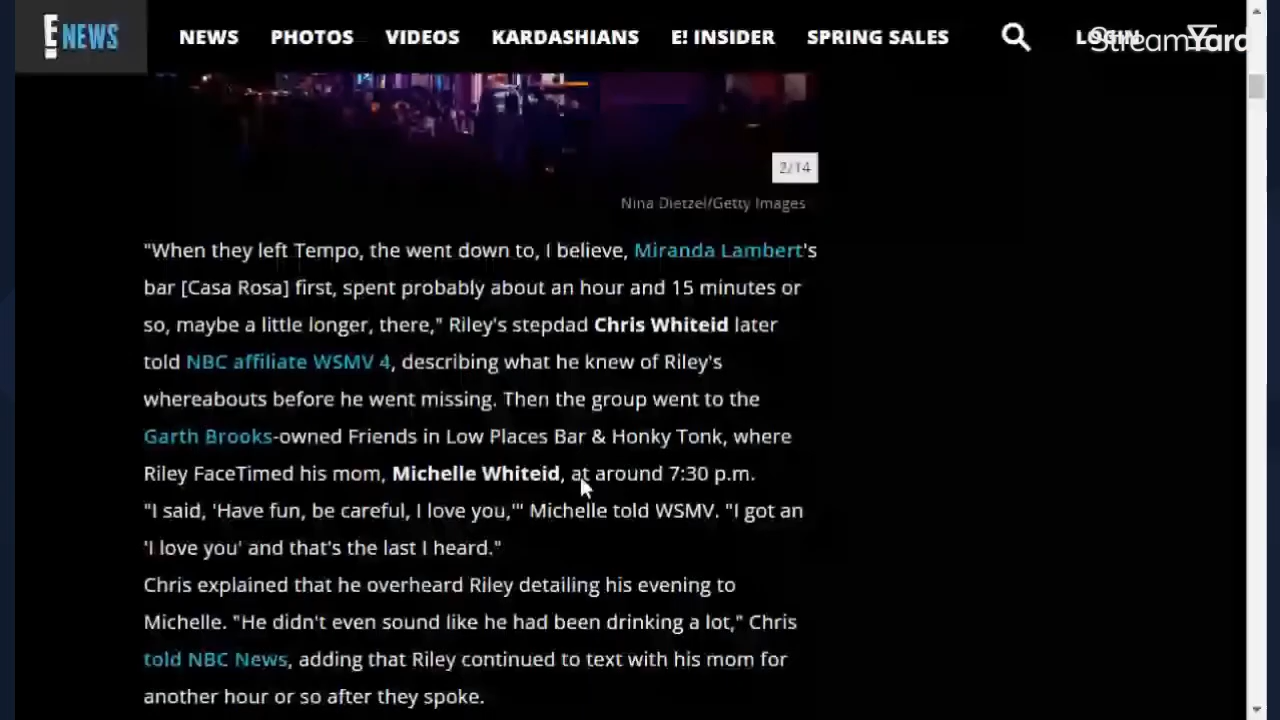 E! NEWS
NEWS PHOTOS VIDEOS KARDASHIANS E! INSIDER SPRING SALES LOGIN
StreamYard
2/14
Nina Dietzel/Getty Images
"When they left Tempo, the went down to, I believe, Miranda Lambert's
bar [Casa Rosa] first, spent probably about an hour and 15 minutes or
so, maybe a little longer, there," Riley's stepdad Chris Whiteid later
told NBC affiliate WSMV 4, describing what he knew of Riley's
whereabouts before he went missing. Then the group went to the
Garth Brooks-owned Friends in Low Places Bar & Honky Tonk, where
Riley FaceTimed his mom, Michelle Whiteid, at around 7:30 p.m.
"I said, 'Have fun, be careful, I love you,'" Michelle told WSMV. "I got an
'I love you' and that's the last I heard."
Chris explained that he overheard Riley detailing his evening to
Michelle. "He didn't even sound like he had been drinking a lot," Chris
told NBC News, adding that Riley continued to text with his mom for
another hour or so after they spoke.